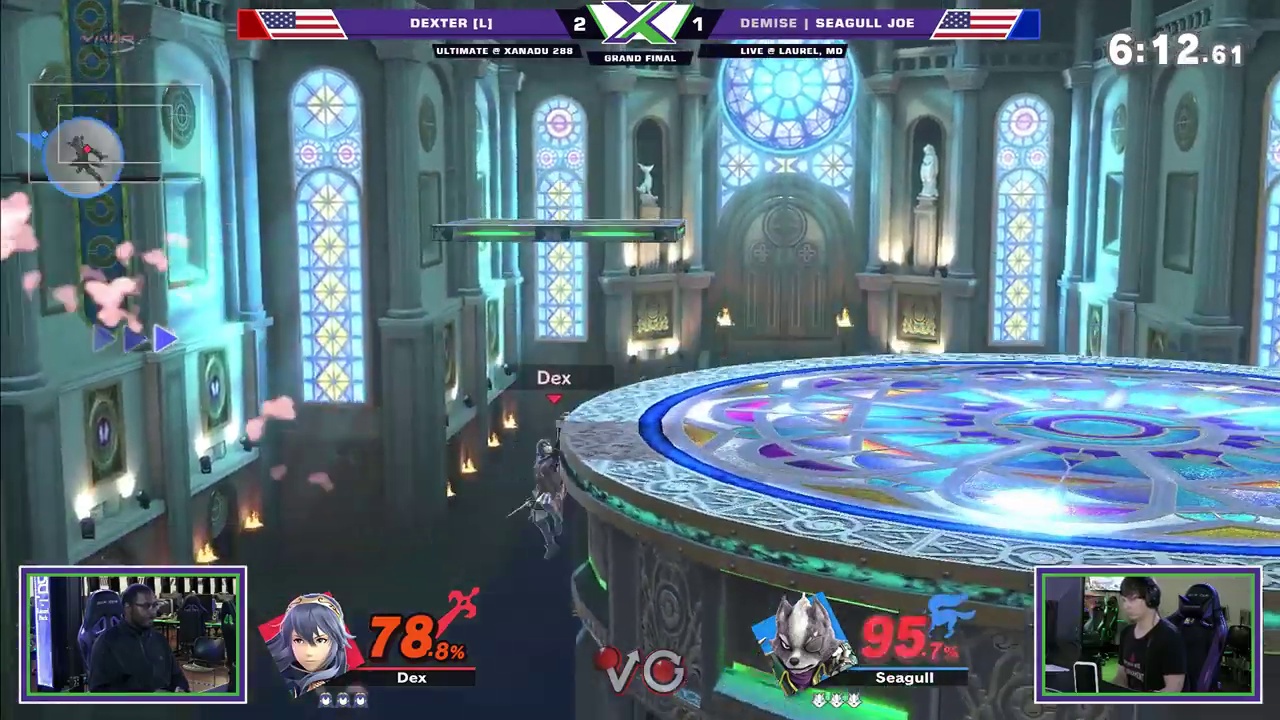 DEXTER [L] 2 1 DEMISE | SEAGULL JOE
ULTIMATE @ XANADU 288 GRAND FINAL LIVE @ LAUREL, MD
6:12.61
Dex
78.8% 95.7%
Dex Seagull